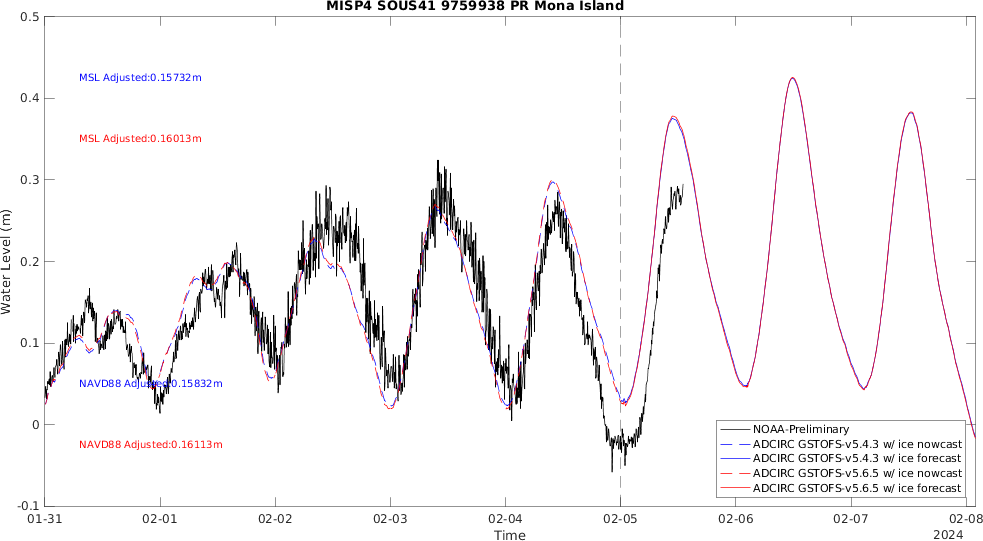 MISP4 SOUS41 9759938 PR Mona Island
0.5
0.4
0.3
0.2
0.1
0
-0.1
Water Level (m)
MSL Adjusted:0.15732m
MSL Adjusted:0.16013m
NAVD88 Adjusted:0.15832m
NAVD88 Adjusted:0.16113m
NOAA-Preliminary
ADCIRC GSTOFS-v5.4.3 w/ ice nowcast
ADCIRC GSTOFS-v5.4.3 w/ ice forecast
ADCIRC GSTOFS-v5.6.5 w/ ice nowcast
ADCIRC GSTOFS-v5.6.5 w/ ice forecast
01-31 02-01 02-02 02-03 02-04 02-05 02-06 02-07 02-08
Time
2024